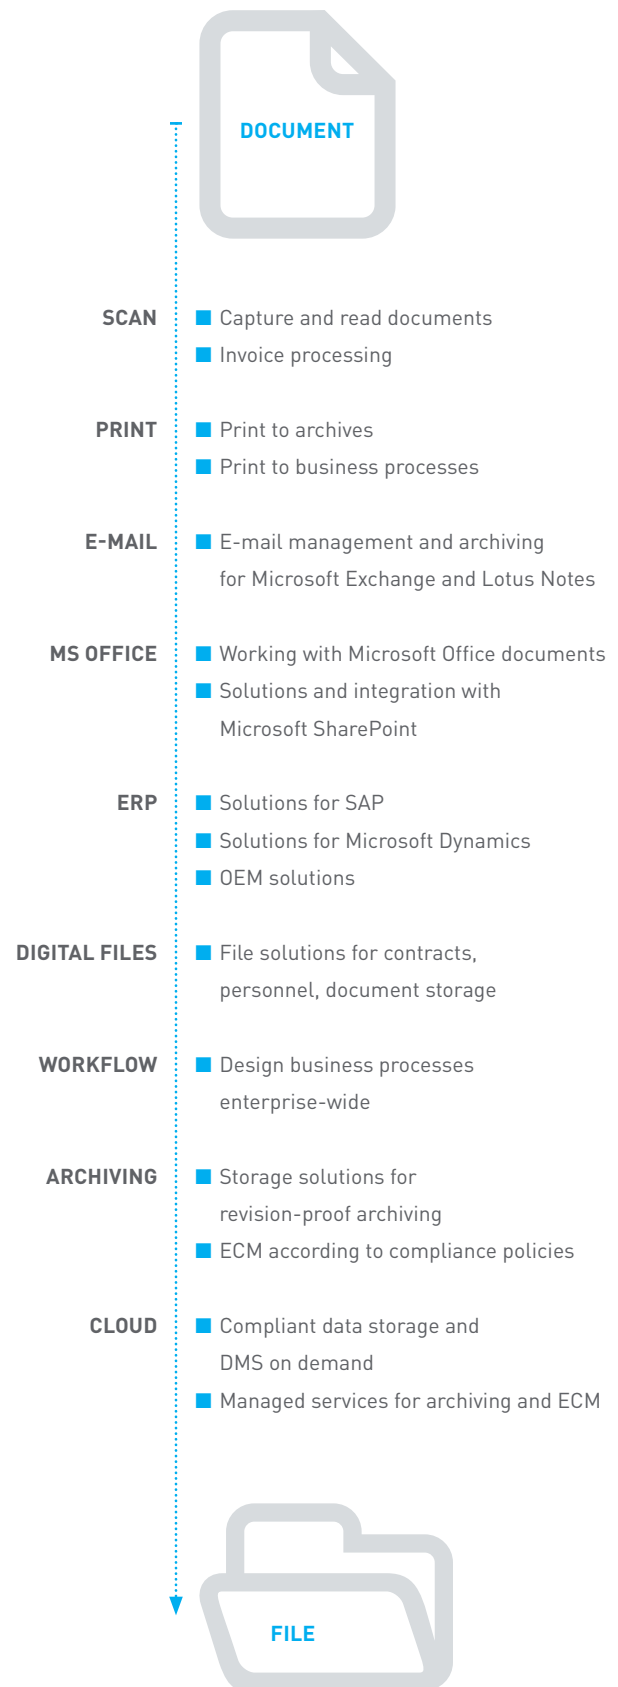 DOCUMENT
SCAN ■ Capture and read documents
■ Invoice processing
PRINT ■ Print to archives
■ Print to business processes
E-MAIL ■ E-mail management and archiving
for Microsoft Exchange and Lotus Notes
MS OFFICE ■ Working with Microsoft Office documents
■ Solutions and integration with
Microsoft SharePoint
ERP ■ Solutions for SAP
■ Solutions for Microsoft Dynamics
■ OEM solutions
DIGITAL FILES ■ File solutions for contracts,
personnel, document storage
WORKFLOW ■ Design business processes
enterprise-wide
ARCHIVING ■ Storage solutions for
revision-proof archiving
■ ECM according to compliance policies
CLOUD ■ Compliant data storage and
DMS on demand
■ Managed services for archiving and ECM
FILE